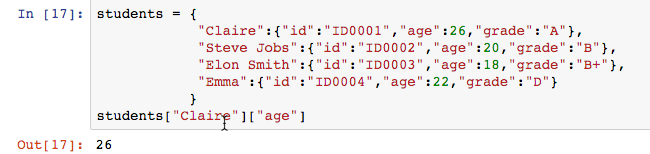 In [17]: students = {
"Claire":{"id":"ID0001","age":26,"grade":"A"},
"Steve Jobs":{"id":"ID0002","age":20,"grade":"B"},
"Elon Smith":{"id":"ID0003","age":18,"grade":"B+"},
"Emma":{"id":"ID0004","age":22,"grade":"D"}
}
students["Claire"]["age"]
Out[17]: 26